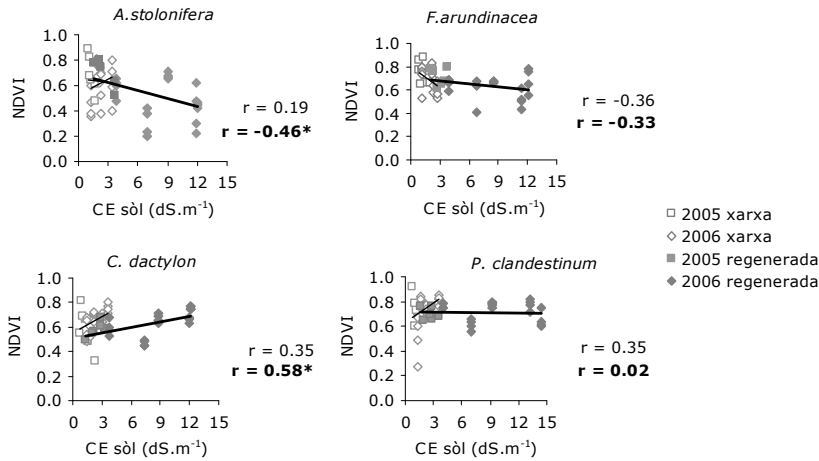 A.stolonifera
1.0
0.8
0.6
0.4
0.2
0.0
NDVI
0 3 6 9 12 15
CE sòl (dS.m-1)
r = 0.19
r = -0.46*
F.arundinacea
1.0
0.8
0.6
0.4
0.2
0.0
NDVI
0 3 6 9 12 15
CE sòl (dS.m-1)
r = -0.36
r = -0.33
2005 xarxa
2006 xarxa
2005 regenerada
2006 regenerada
C. dactylon
1.0
0.8
0.6
0.4
0.2
0.0
NDVI
0 3 6 9 12 15
CE sòl (dS.m-1)
r = 0.35
r = 0.58*
P. clandestinum
1.0
0.8
0.6
0.4
0.2
0.0
NDVI
0 3 6 9 12 15
CE sòl (dS.m-1)
r = 0.35
r = 0.02